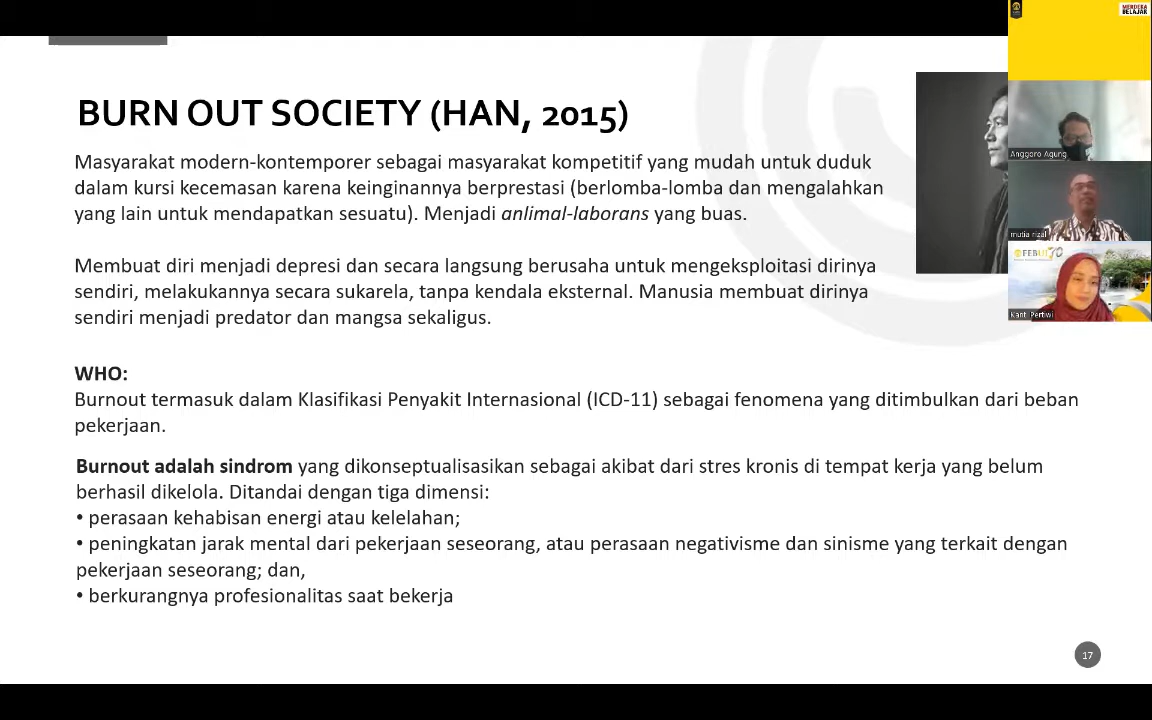 BURN OUT SOCIETY (HAN, 2015)
Masyarakat modern-kontemporer sebagai masyarakat kompetitif yang mudah untuk duduk
dalam kursi kecemasan karena keinginannya berprestasi (berlomba-lomba dan mengalahkan
yang lain untuk mendapatkan sesuatu). Menjadi anlimal-laborans yang buas.
Membuat diri menjadi depresi dan secara langsung berusaha untuk mengeksploitasi dirinya
sendiri, melakukannya secara sukarela, tanpa kendala eksternal. Manusia membuat dirinya
sendiri menjadi predator dan mangsa sekaligus.
WHO:
Burnout termasuk dalam Klasifikasi Penyakit Internasional (ICD-11) sebagai fenomena yang ditimbulkan dari beban
pekerjaan.
Burnout adalah sindrom yang dikonseptualisasikan sebagai akibat dari stres kronis di tempat kerja yang belum
berhasil dikelola. Ditandai dengan tiga dimensi:
• perasaan kehabisan energi atau kelelahan;
• peningkatan jarak mental dari pekerjaan seseorang, atau perasaan negativisme dan sinisme yang terkait dengan
pekerjaan seseorang; dan,
• berkurangnya profesionalitas saat bekerja
17
MERDEKA
BELAJAR
Anggoro Agung
mutia rizal
FEBUI 70
Kanti Pertiwi